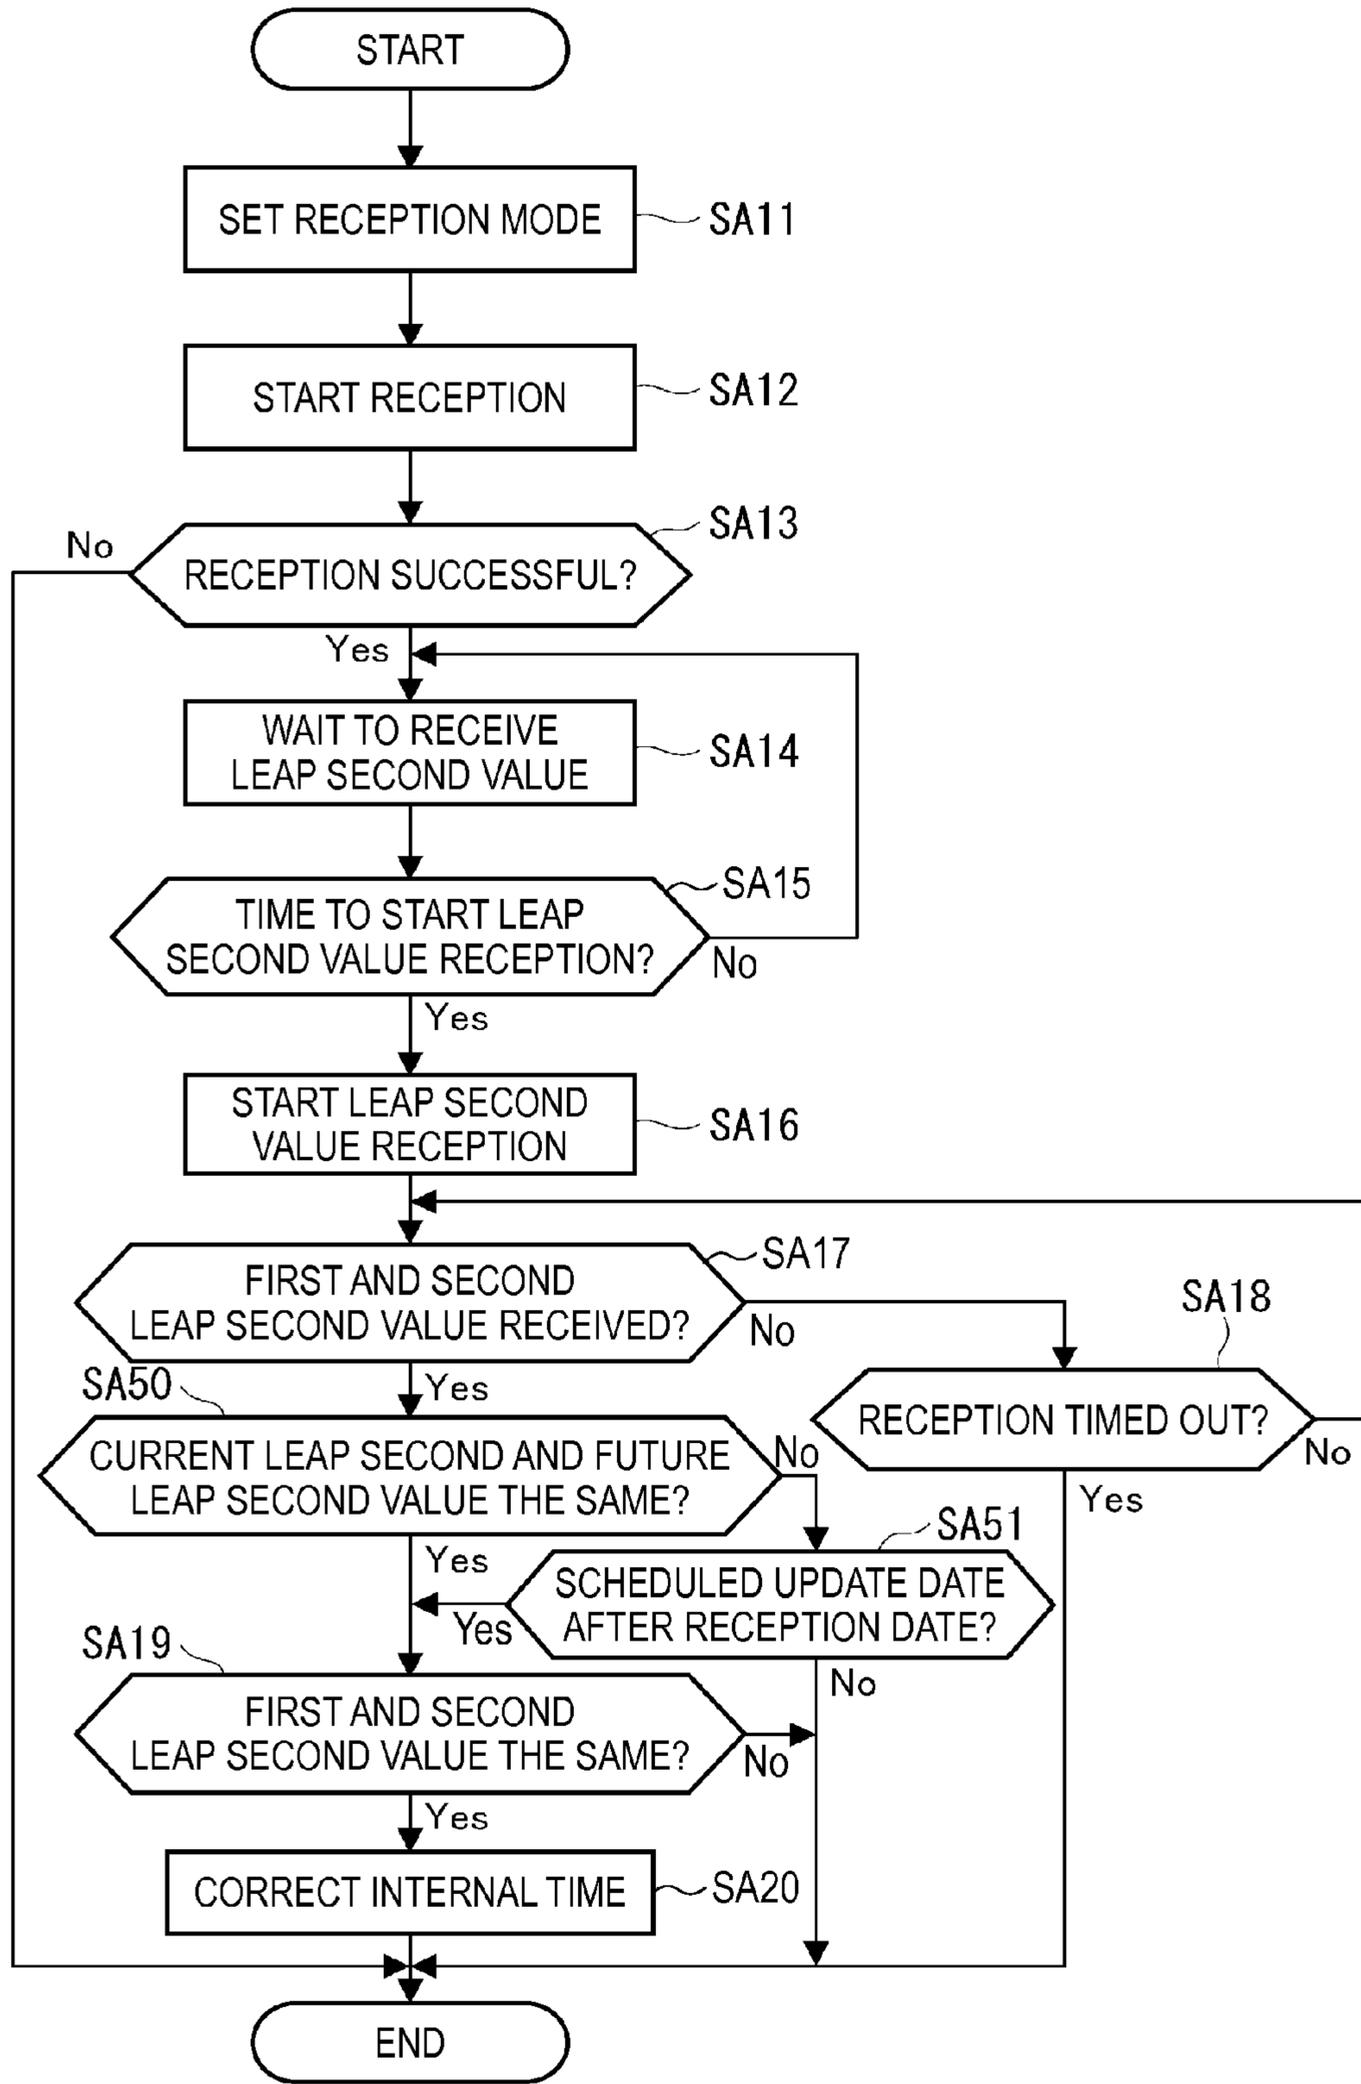 START
SET RECEPTION MODE
SA11
START RECEPTION
SA12
SA13
No
RECEPTION SUCCESSFUL?
Yes
WAIT TO RECEIVE
LEAP SECOND VALUE
SA14
SA15
TIME TO START LEAP
SECOND VALUE RECEPTION?
No
Yes
START LEAP SECOND
VALUE RECEPTION
SA16
SA17
FIRST AND SECOND
LEAP SECOND VALUE RECEIVED?
No
SA18
RECEPTION TIMED OUT?
No
Yes
Yes
SA50
CURRENT LEAP SECOND AND FUTURE
LEAP SECOND VALUE THE SAME?
No
Yes
SA51
SCHEDULED UPDATE DATE
AFTER RECEPTION DATE?
Yes
No
SA19
FIRST AND SECOND
LEAP SECOND VALUE THE SAME?
No
Yes
CORRECT INTERNAL TIME
SA20
END